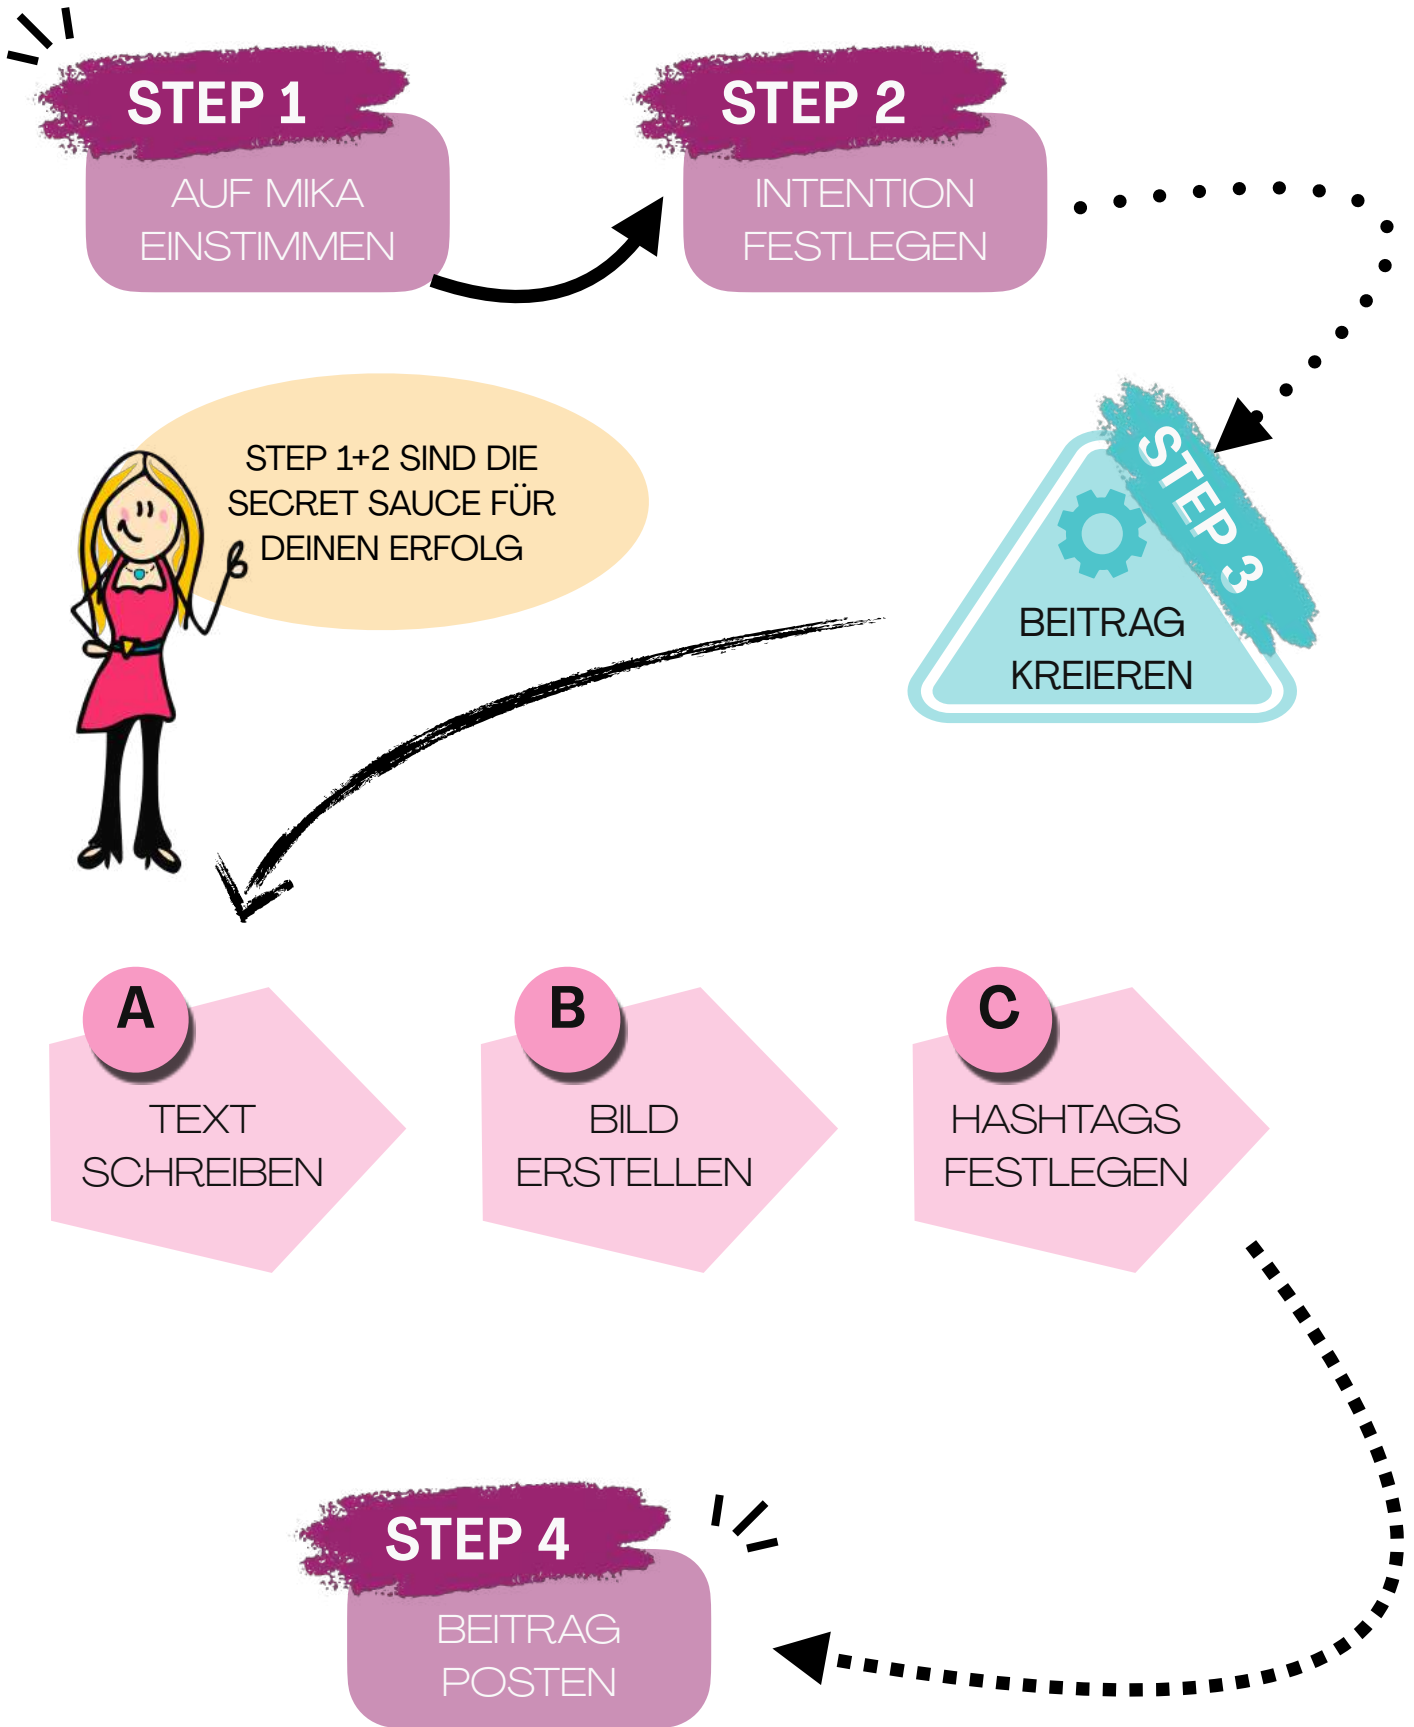 STEP 1
AUF MIKA
EINSTIMMEN
STEP 2
INTENTION
FESTLEGEN
STEP 1+2 SIND DIE
SECRET SAUCE FÜR
DEINEN ERFOLG
STEP 3
BEITRAG
KREIEREN
A
TEXT
SCHREIBEN
B
BILD
ERSTELLEN
C
HASHTAGS
FESTLEGEN
STEP 4
BEITRAG
POSTEN